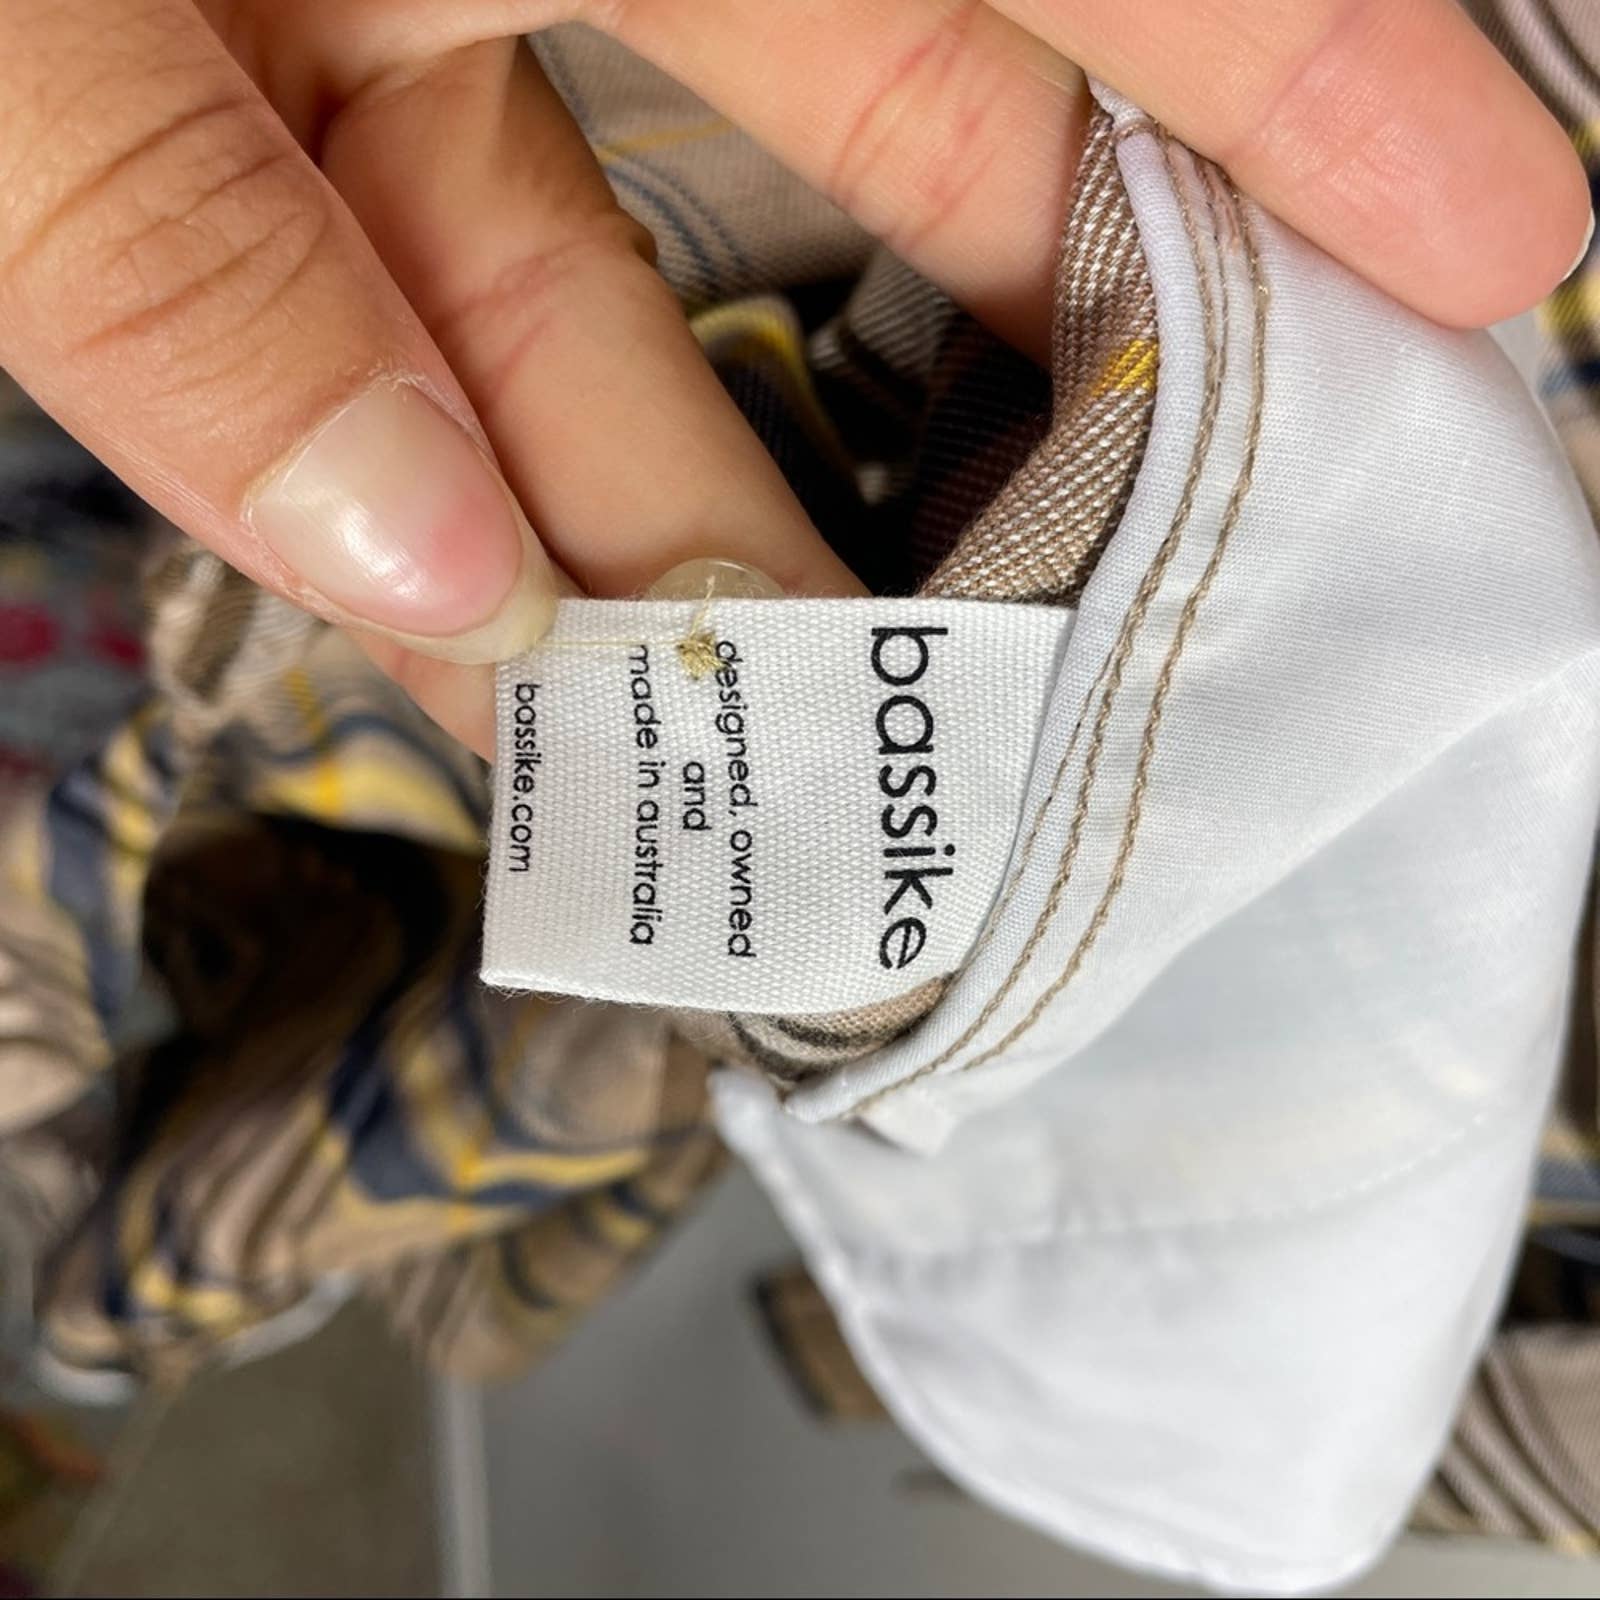 bassike
designed, owned
and
made in australia
bassike.com